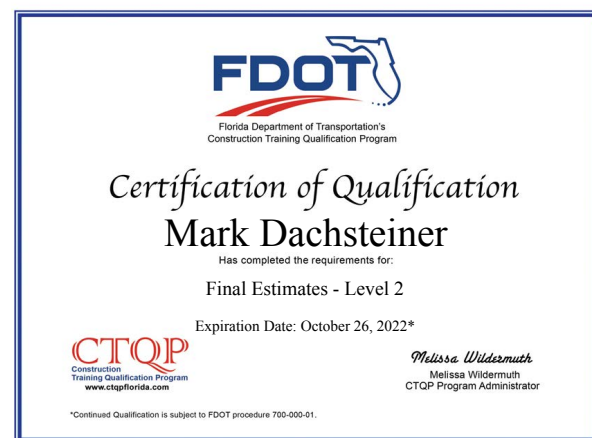 FDOT
Florida Department of Transportation's
Construction Training Qualification Program
Certification of Qualification
Mark Dachsteiner
Has completed the requirements for:
Final Estimates - Level 2
Expiration Date: October 26, 2022*
CTQP
Construction
Training Qualification Program
www.ctqpflorida.com
Melissa Wildermuth
Melissa Wildermuth
CTQP Program Administrator
*Continued Qualification is subject to FDOT procedure 700-000-01.